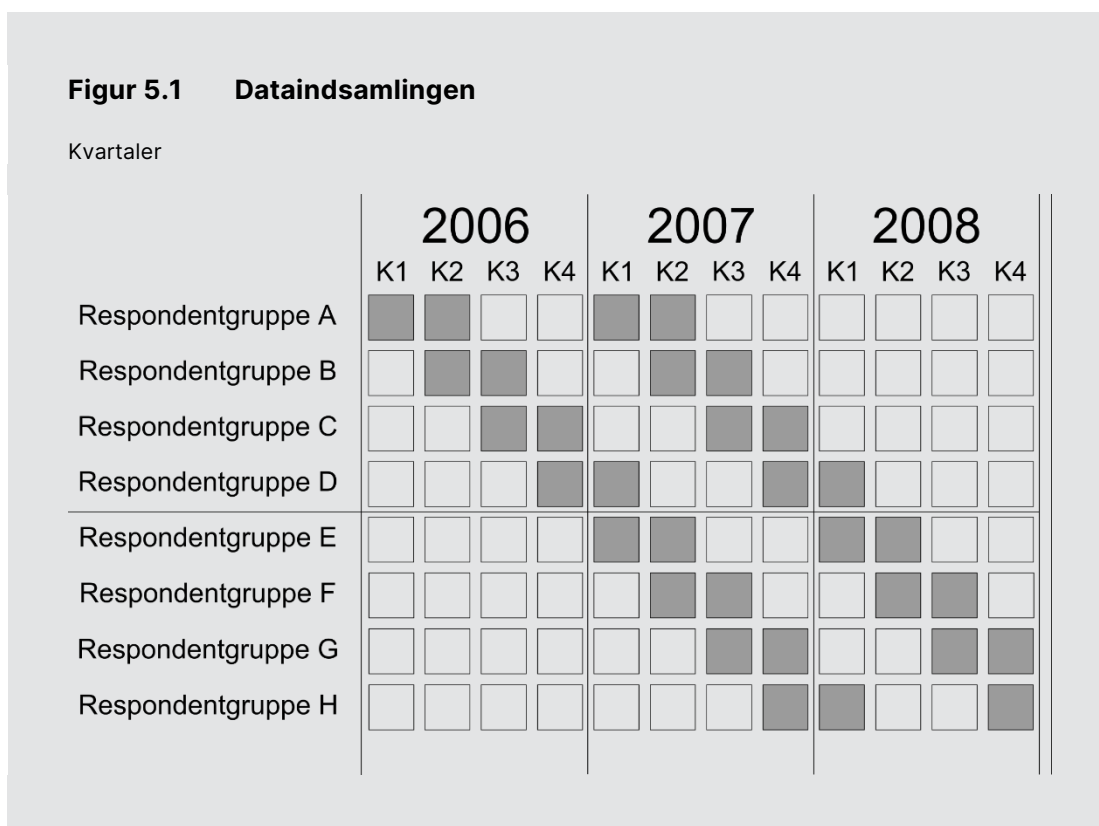 Figur 5.1 Dataindsamlingen
Kvartaler
2006 2007 2008
K1 K2 K3 K4 K1 K2 K3 K4 K1 K2 K3 K4
Respondentgruppe A
Respondentgruppe B
Respondentgruppe C
Respondentgruppe D
Respondentgruppe E
Respondentgruppe F
Respondentgruppe G
Respondentgruppe H